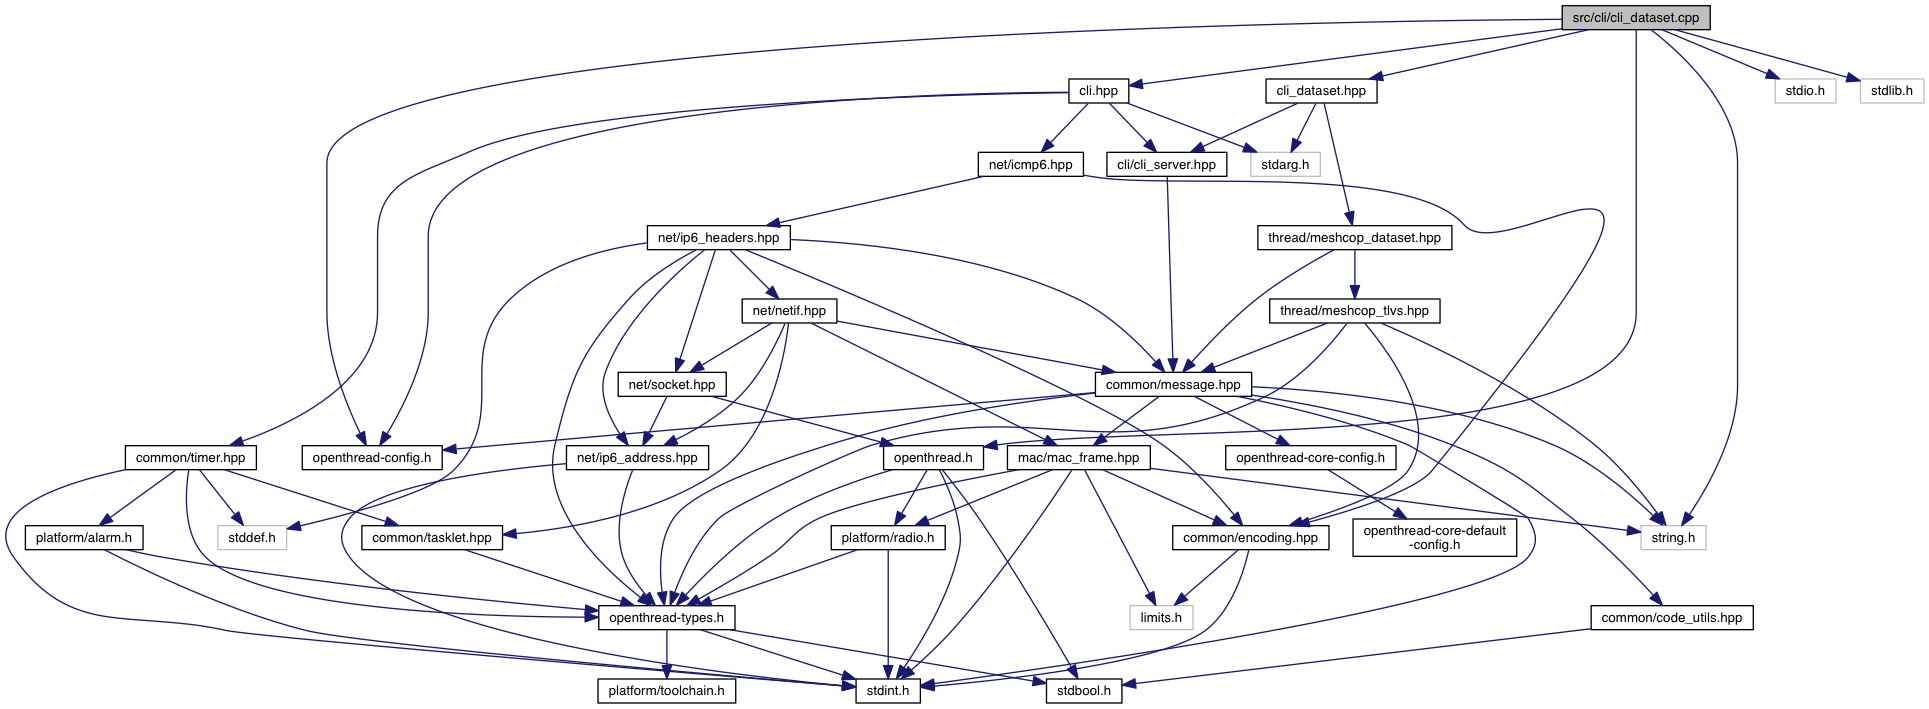 src/cli/cli_dataset.cpp
cli.hpp
cli_dataset.hpp
stdio.h
stdlib.h
net/icmp6.hpp
cli/cli_server.hpp
stdarg.h
net/ip6_headers.hpp
thread/meshcop_dataset.hpp
net/netif.hpp
thread/meshcop_tlvs.hpp
net/socket.hpp
common/message.hpp
common/timer.hpp
openthread-config.h
net/ip6_address.hpp
openthread.h
mac/mac_frame.hpp
openthread-core-config.h
platform/alarm.h
stddef.h
common/tasklet.hpp
platform/radio.h
common/encoding.hpp
openthread-core-default
-config.h
string.h
openthread-types.h
limits.h
common/code_utils.hpp
platform/toolchain.h
stdint.h
stdbool.h